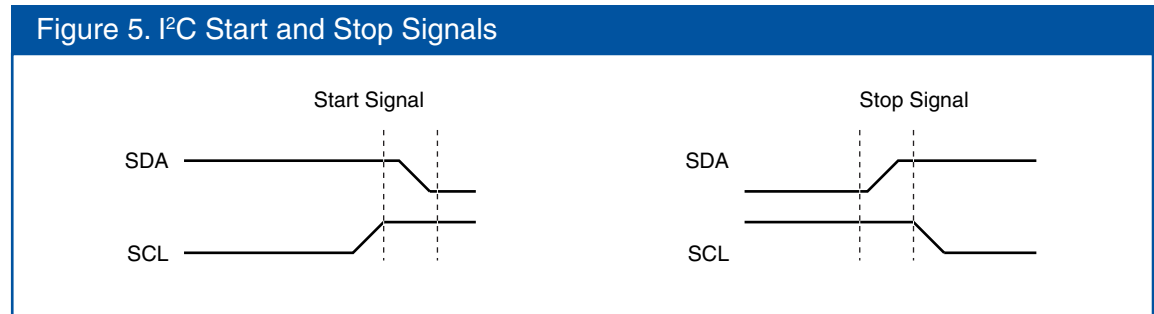 Figure 5. I²C Start and Stop Signals
Start Signal
Stop Signal
SDA
SDA
SCL
SCL